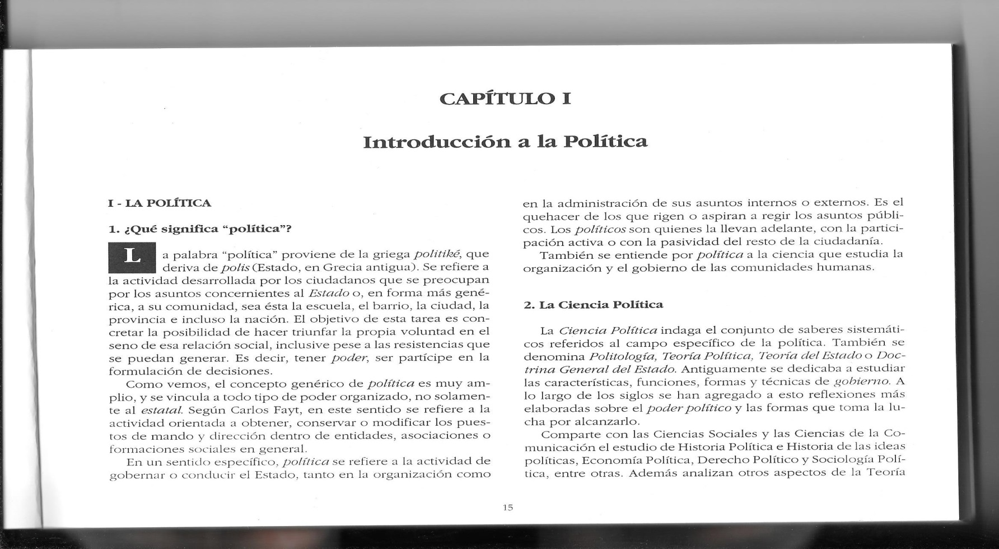 CAPÍTULO I
Introducción a la Política
I - LA POLÍTICA
1. ¿Qué significa “política”?
La palabra “política” proviene de la griega politiké, que
deriva de polis (Estado, en Grecia antigua). Se refiere a
la actividad desarrollada por los ciudadanos que se preocupan
por los asuntos concernientes al Estado o, en forma más gené-
rica, a su comunidad, sea ésta la escuela, el barrio, la ciudad, la
provincia e incluso la nación. El objetivo de esta tarea es con-
cretar la posibilidad de hacer triunfar la propia voluntad en el
seno de esa relación social, inclusive pese a las resistencias que
se puedan generar. Es decir, tener poder, ser partícipe en la
formulación de decisiones.
Como vemos, el concepto genérico de política es muy am-
plio, y se vincula a todo tipo de poder organizado, no solamen-
te al estatal. Según Carlos Fayt, en este sentido se refiere a la
actividad orientada a obtener, conservar o modificar los pues-
tos de mando y dirección dentro de entidades, asociaciones o
formaciones sociales en general.
En un sentido específico, política se refiere a la actividad de
gobernar o conducir el Estado, tanto en la organización como
en la administración de sus asuntos internos o externos. Es el
quehacer de los que rigen o aspiran a regir los asuntos públi-
cos. Los políticos son quienes la llevan adelante, con la partici-
pación activa o con la pasividad del resto de la ciudadanía.
También se entiende por política a la ciencia que estudia la
organización y el gobierno de las comunidades humanas.
2. La Ciencia Política
La Ciencia Política indaga el conjunto de saberes sistemáti-
cos referidos al campo específico de la política. También se
denomina Politología, Teoría Política, Teoría del Estado o Doc-
trina General del Estado. Antiguamente se dedicaba a estudiar
las características, funciones, formas y técnicas de gobierno. A
lo largo de los siglos se han agregado a esto reflexiones más
elaboradas sobre el poder político y las formas que toma la lu-
cha por alcanzarlo.
Comparte con las Ciencias Sociales y las Ciencias de la Co-
municación el estudio de Historia Política e Historia de las ideas
políticas, Economía Política, Derecho Político y Sociología Polí-
tica, entre otras. Además analizan otros aspectos de la Teoría
15